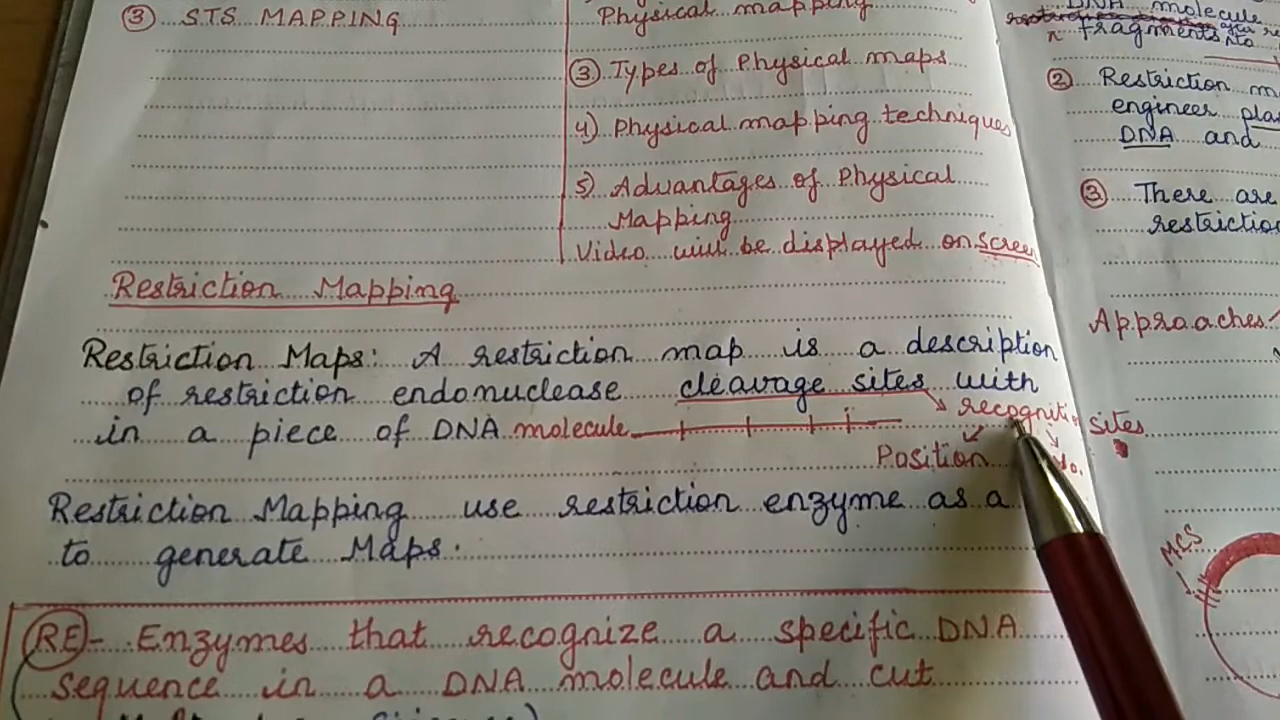 ③ STS MAPPING
Physical mapping
③ Types of Physical maps
4) Physical mapping techniques
5) Advantages of Physical
Mapping
Video will be displayed on Screen
Restriction Mapping
Restriction Maps: A restriction map is a description
of restriction endonuclease cleavage sites with
in a piece of DNA molecule
recogniti sites
Position No.
Restriction Mapping use restriction enzyme as a
to generate Maps.
RE - Enzymes that recognize a specific DNA
sequence in a DNA molecule and cut
DNA molecule
fragments
② Restriction m
engineer pla
DNA and
③ There are
restriction
Approaches
MCS